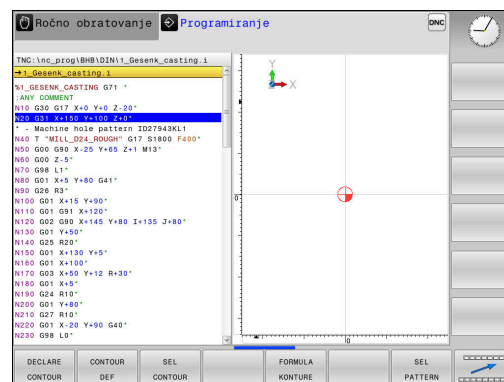 Ročno obratovanje
Programiranje
DNC
TNC:\nc_prog\BHB\DIN\1_Gesenk_casting.i
→1_Gesenk_casting.i
%1_GESENK_CASTING G71 *
;ANY COMMENT
N10 G30 G17 X+0 Y+0 Z-20*
N20 G31 X+150 Y+100 Z+0*
* - Machine hole pattern ID27943KL1
N40 T "MILL_D24_ROUGH" G17 S1800 F400*
N50 G00 G90 X-25 Y+65 Z+1 M13*
N60 G00 Z-5*
N70 G98 L1*
N80 G01 X+5 Y+80 G41*
N90 G26 R3*
N100 G01 X+15 Y+90*
N110 G01 G91 X+120*
N120 G02 G90 X+145 Y+80 I+135 J+80*
N130 G01 Y+50*
N140 G25 R20*
N150 G01 X+130 Y+5*
N160 G01 X+100*
N170 G03 X+50 Y+12 R+30*
N180 G01 X+5*
N190 G24 R10*
N200 G01 Y+80*
N210 G27 R10*
N220 G01 X-20 Y+90 G40*
N230 G98 L0*
Y
X
0
0
DECLARE
CONTOUR
CONTOUR
DEF
SEL
CONTOUR
FORMULA
KONTURE
SEL
PATTERN